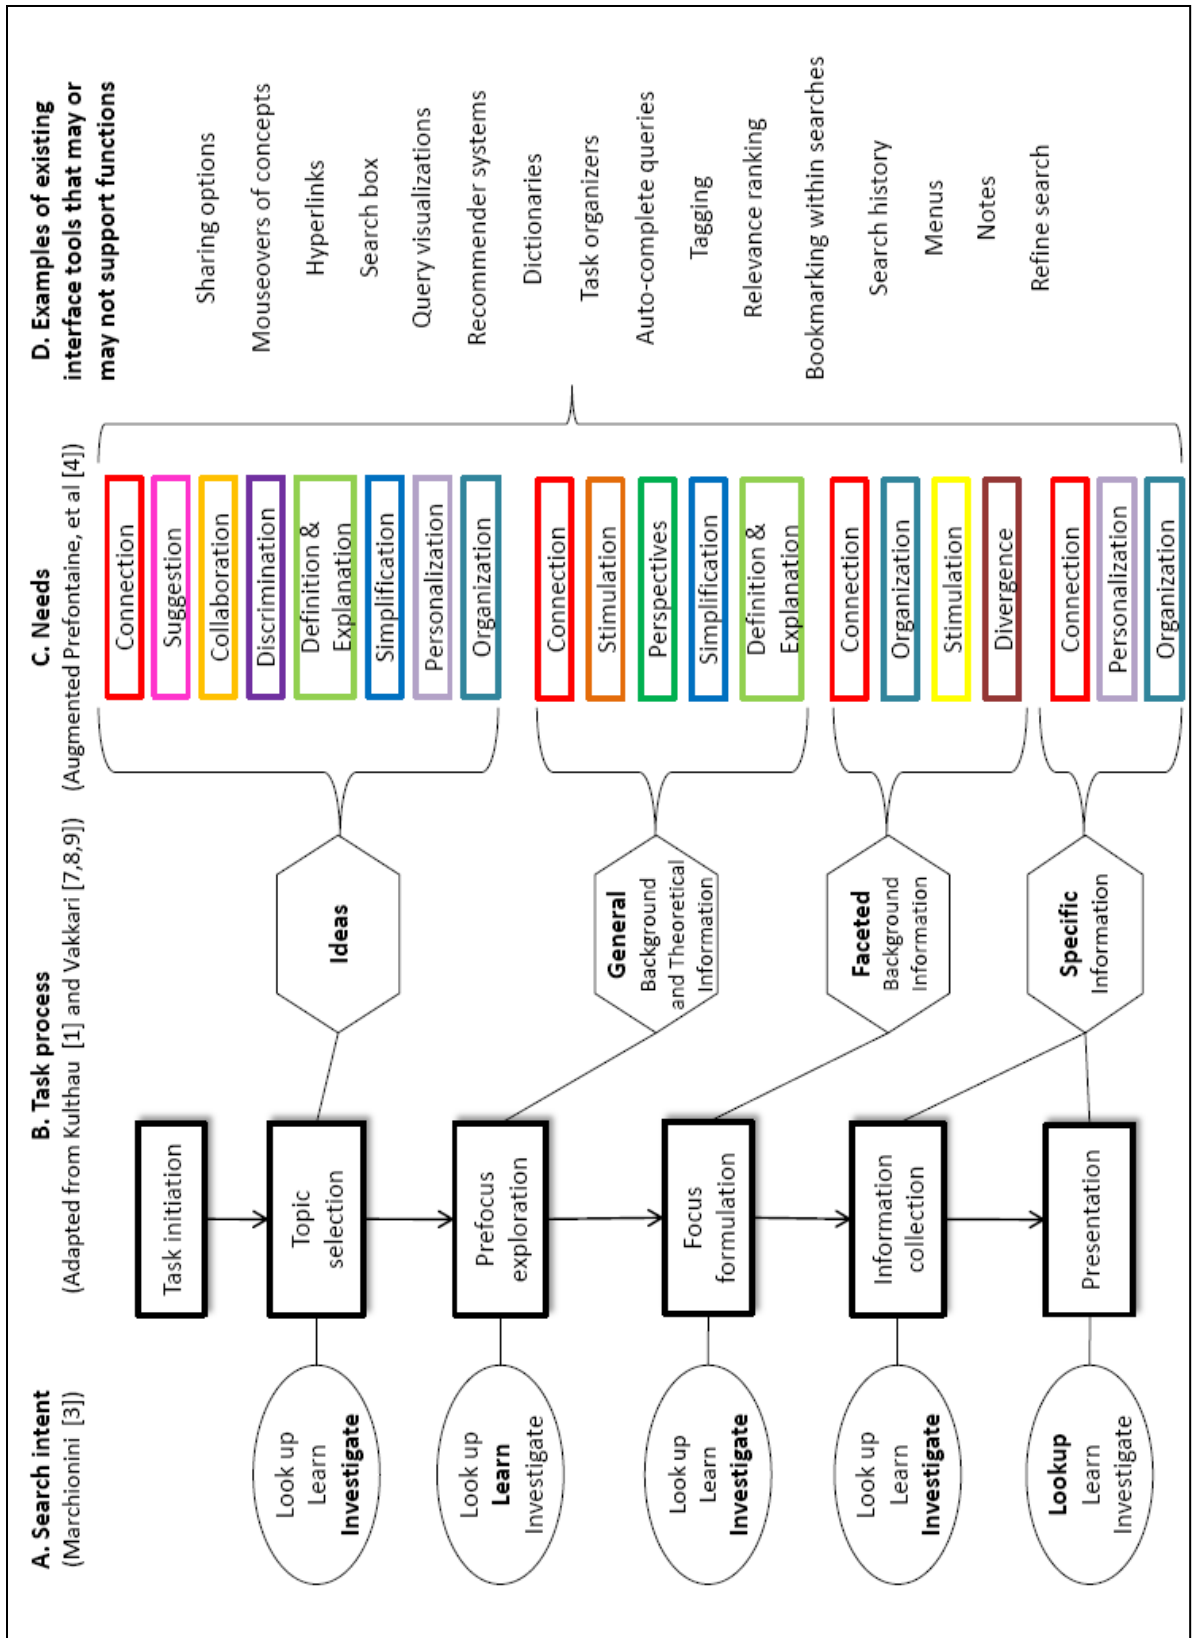 A. Search intent
(Marchionini [3])
Look up
Learn
Investigate
Look up
Learn
Investigate
Look up
Learn
Investigate
Look up
Learn
Investigate
Lookup
Learn
Investigate
B. Task process
(Adapted from Kulthau [1] and Vakkari [7,8,9])
Task initiation
Topic
selection
Prefocus
exploration
Focus
formulation
Information
collection
Presentation
Ideas
General
Background
and Theoretical
Information
Faceted
Background
Information
Specific
Information
C. Needs
(Augmented Prefontaine, et al [4])
Connection
Suggestion
Collaboration
Discrimination
Definition &
Explanation
Simplification
Personalization
Organization
Connection
Stimulation
Perspectives
Simplification
Definition &
Explanation
Connection
Organization
Stimulation
Divergence
Connection
Personalization
Organization
D. Examples of existing
interface tools that may or
may not support functions
Sharing options
Mouseovers of concepts
Hyperlinks
Search box
Query visualizations
Recommender systems
Dictionaries
Task organizers
Auto-complete queries
Tagging
Relevance ranking
Bookmarking within searches
Search history
Menus
Notes
Refine search